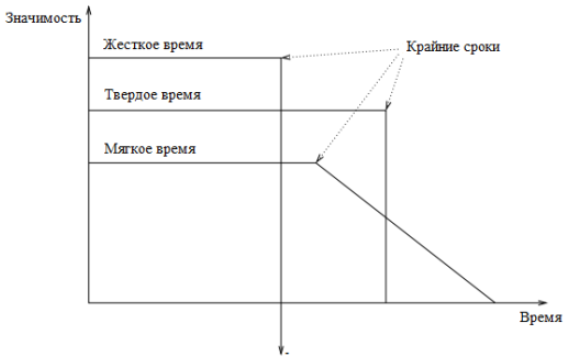 Значимость
Жесткое время
Крайние сроки
Твердое время
Мягкое время
Время